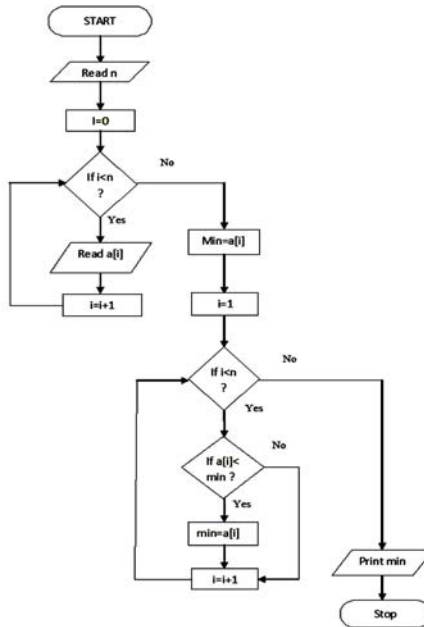 START
Read n
I=0
If i<n
?
No
Yes
Read a[i]
i=i+1
Min=a[i]
i=1
If i<n
?
No
Yes
If a[i]<
min ?
No
Yes
min=a[i]
i=i+1
Print min
Stop